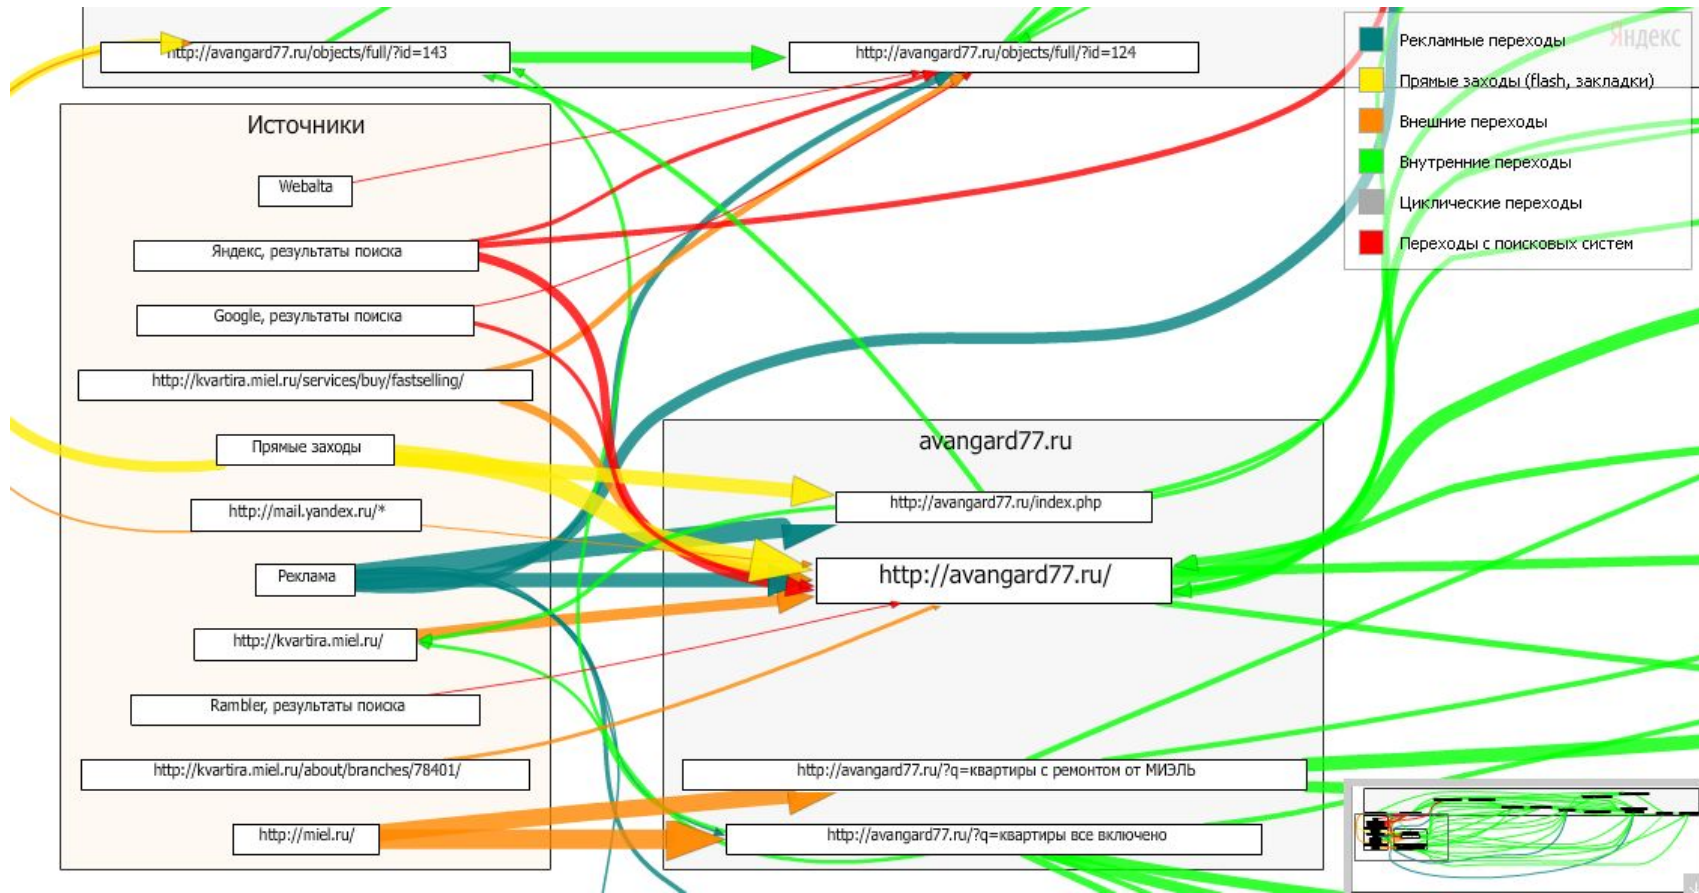 http://avangard77.ru/objects/full/?id=143
http://avangard77.ru/objects/full/?id=124
Яндекс
Рекламные переходы
Прямые заходы (flash, закладки)
Внешние переходы
Внутренние переходы
Циклические переходы
Переходы с поисковых систем
Источники
Webalta
Яндекс, результаты поиска
Google, результаты поиска
http://kvartira.miel.ru/services/buy/fastselling/
Прямые заходы
http://mail.yandex.ru/*
Реклама
http://kvartira.miel.ru/
Rambler, результаты поиска
http://kvartira.miel.ru/about/branches/78401/
http://miel.ru/
avangard77.ru
http://avangard77.ru/index.php
http://avangard77.ru/
http://avangard77.ru/?q=квартиры с ремонтом от МИЭЛЬ
http://avangard77.ru/?q=квартиры все включено